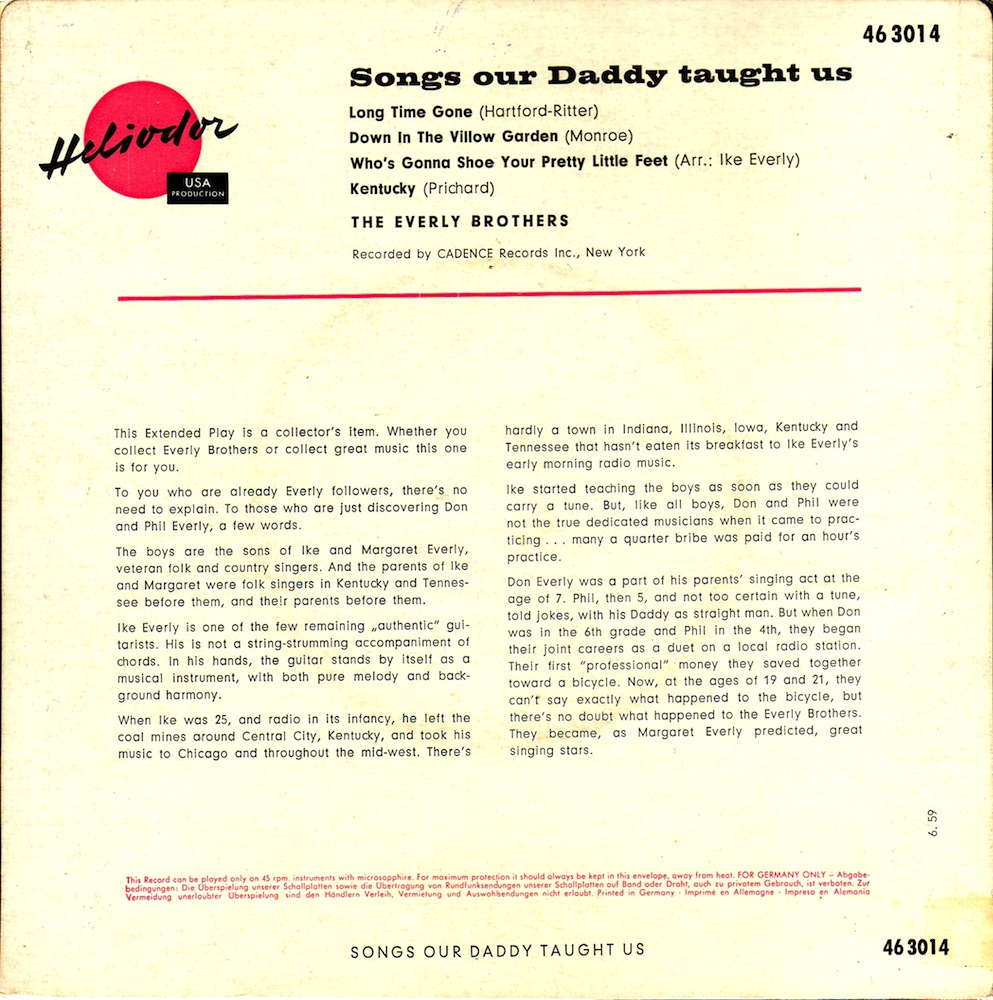 46 3014
Songs our Daddy taught us
Heliodor
USA
PRODUCTION
Long Time Gone (Hartford-Ritter)
Down In The Villow Garden (Monroe)
Who's Gonna Shoe Your Pretty Little Feet (Arr.: Ike Everly)
Kentucky (Prichard)
THE EVERLY BROTHERS
Recorded by CADENCE Records Inc., New York
This Extended Play is a collector's item. Whether you
collect Everly Brothers or collect great music this one
is for you.
To you who are already Everly followers, there's no
need to explain. To those who are just discovering Don
and Phil Everly, a few words.
The boys are the sons of Ike and Margaret Everly,
veteran folk and country singers. And the parents of Ike
and Margaret were folk singers in Kentucky and Tennes-
see before them, and their parents before them.
Ike Everly is one of the few remaining „authentic" gui-
tarists. His is not a string-strumming accompaniment of
chords. In his hands, the guitar stands by itself as a
musical instrument, with both pure melody and back-
ground harmony.
When Ike was 25, and radio in its infancy, he left the
coal mines around Central City, Kentucky, and took his
music to Chicago and throughout the mid-west. There's
hardly a town in Indiana, Illinois, Iowa, Kentucky and
Tennessee that hasn't eaten its breakfast to Ike Everly's
early morning radio music.
Ike started teaching the boys as soon as they could
carry a tune. But, like all boys, Don and Phil were
not the true dedicated musicians when it came to prac-
ticing . . . many a quarter bribe was paid for an hour's
practice.
Don Everly was a part of his parents' singing act at the
age of 7. Phil, then 5, and not too certain with a tune,
told jokes, with his Daddy as straight man. But when Don
was in the 6th grade and Phil in the 4th, they began
their joint careers as a duet on a local radio station.
Their first "professional" money they saved together
toward a bicycle. Now, at the ages of 19 and 21, they
can't say exactly what happened to the bicycle, but
there's no doubt what happened to the Everly Brothers.
They became, as Margaret Everly predicted, great
singing stars.
6. 59
This Record can be played only on 45 rpm. instruments with microsapphire. For maximum protection it should always be kept in this envelope, away from heat. FOR GERMANY ONLY – Abgabe-
bedingungen: Die Überspielung unserer Schallplatten sowie die Übertragung von Rundfunksendungen unserer Schallplatten auf Band oder Draht, auch zu privatem Gebrauch, ist verboten. Zur
Vermeidung unerlaubter Überspielung sind den Händlern Verleih, Vermietung und Auswahlsendungen nicht erlaubt. Printed in Germany · Imprimé en Allemagne · Impreso en Alemania
SONGS OUR DADDY TAUGHT US
46 3014